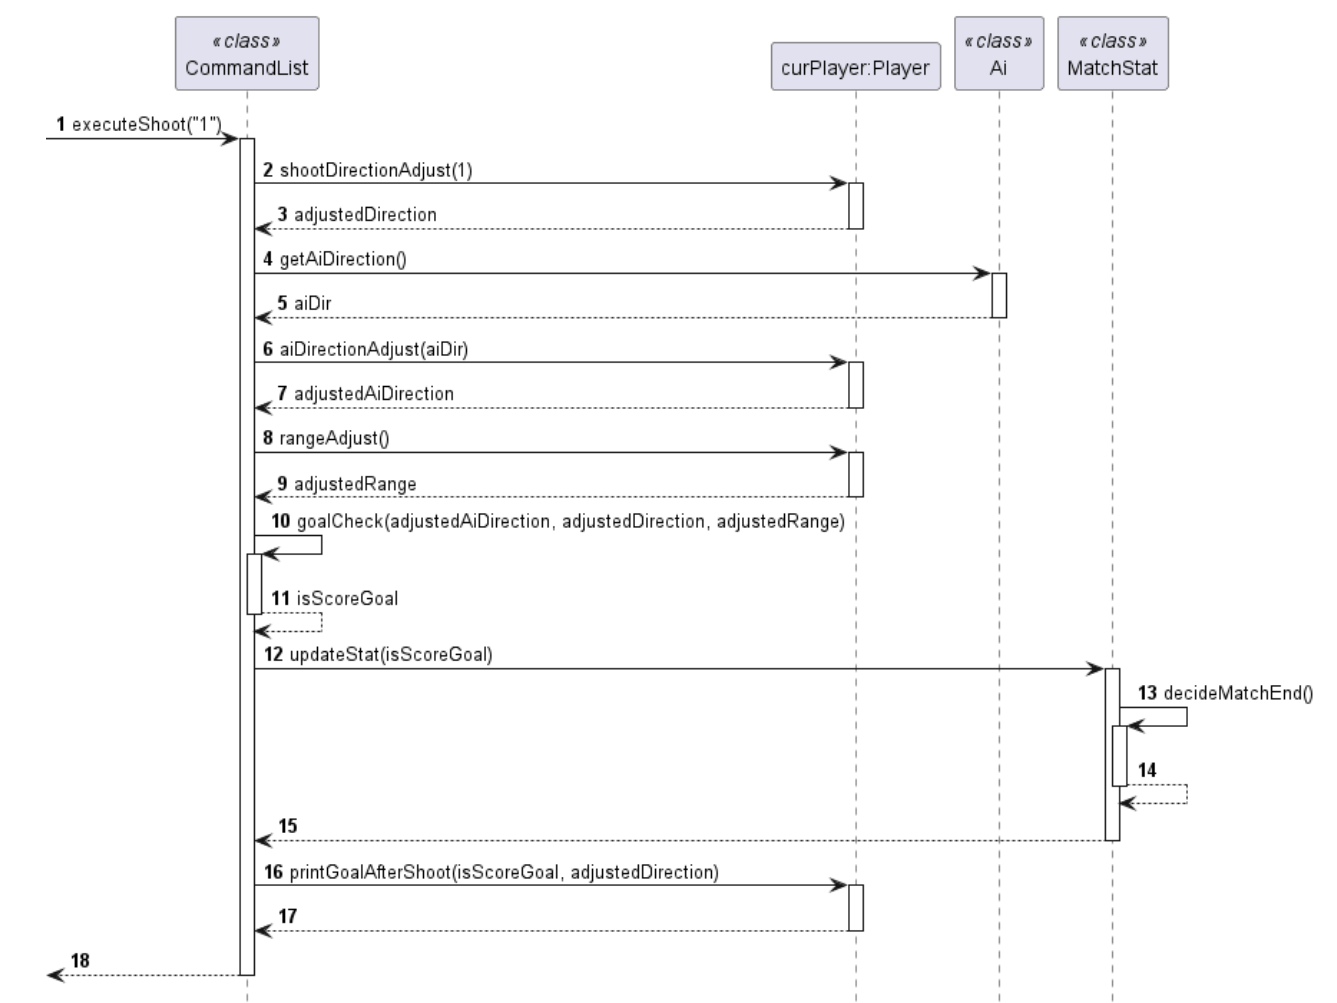 «class»
CommandList
curPlayer:Player
«class»
Ai
«class»
MatchStat
1 executeShoot("1")
2 shootDirectionAdjust(1)
3 adjustedDirection
4 getAiDirection()
5 aiDir
6 aiDirectionAdjust(aiDir)
7 adjustedAiDirection
8 rangeAdjust()
9 adjustedRange
10 goalCheck(adjustedAiDirection, adjustedDirection, adjustedRange)
11 isScoreGoal
12 updateStat(isScoreGoal)
13 decideMatchEnd()
14
15
16 printGoalAfterShoot(isScoreGoal, adjustedDirection)
17
18